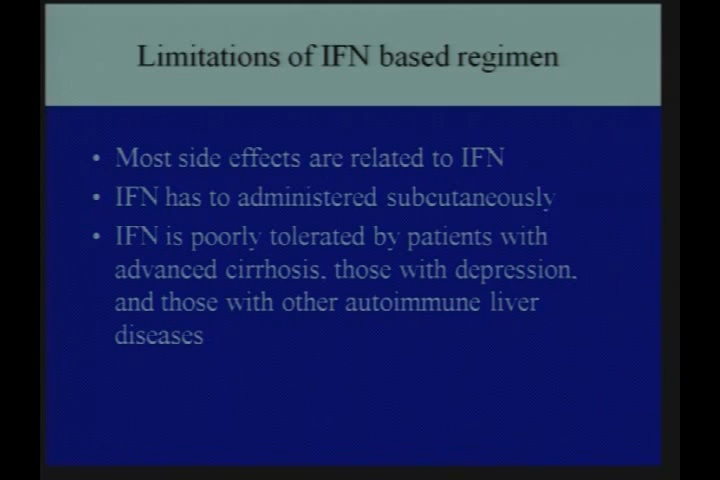 Limitations of IFN based regimen
• Most side effects are related to IFN
• IFN has to administered subcutaneously
• IFN is poorly tolerated by patients with
advanced cirrhosis, those with depression,
and those with other autoimmune liver
diseases